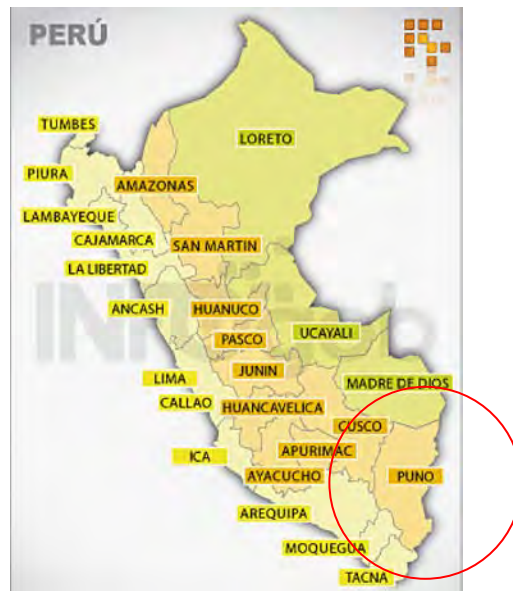 PERÚ
TUMBES
LORETO
PIURA
AMAZONAS
LAMBAYEQUE
CAJAMARCA
SAN MARTIN
LA LIBERTAD
ANCASH
HUANUCO
UCAYALI
PASCO
JUNIN
LIMA
MADRE DE DIOS
CALLAO
HUANCAVELICA
CUSCO
APURIMAC
ICA
AYACUCHO
PUNO
AREQUIPA
MOQUEGUA
TACNA